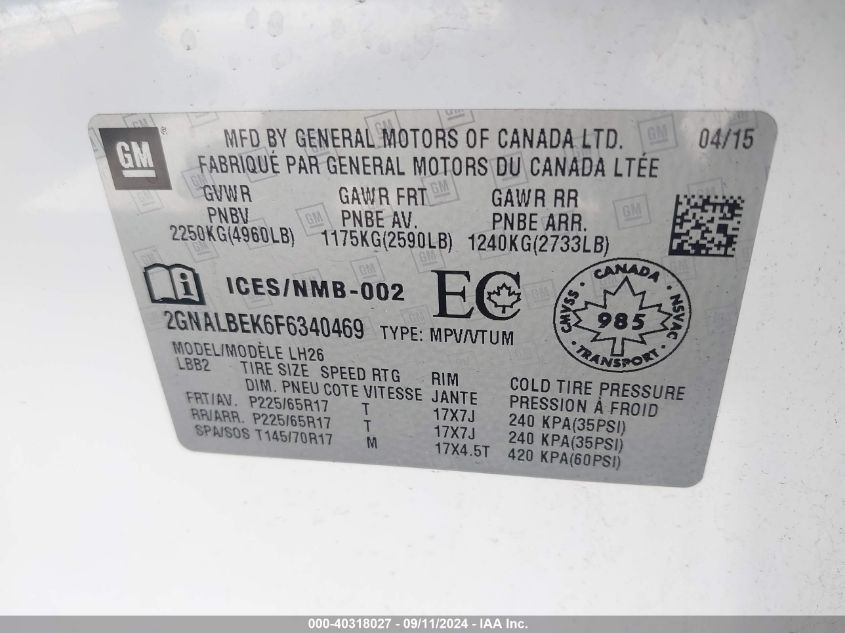 GM
MFD BY GENERAL MOTORS OF CANADA LTD. 04/15
FABRIQUÉ PAR GENERAL MOTORS DU CANADA LTÉE
GVWR GAWR FRT GAWR RR
PNBV PNBE AV. PNBE ARR.
2250KG(4960LB) 1175KG(2590LB) 1240KG(2733LB)
ICES/NMB-002 EC
CANADA
CMVSS 985 NSVAC
TRANSPORT
2GNALBEK6F6340469 TYPE: MPV/VTUM
MODEL/MODÈLE LH26
LBB2 TIRE SIZE SPEED RTG RIM COLD TIRE PRESSURE
DIM. PNEU COTE VITESSE JANTE PRESSION À FROID
FRT/AV. P225/65R17 T 17X7J 240 KPA(35PSI)
RR/ARR. P225/65R17 T 17X7J 240 KPA(35PSI)
SPA/SOS T145/70R17 M 17X4.5T 420 KPA(60PSI)
000-40318027 - 09/11/2024 - IAA Inc.